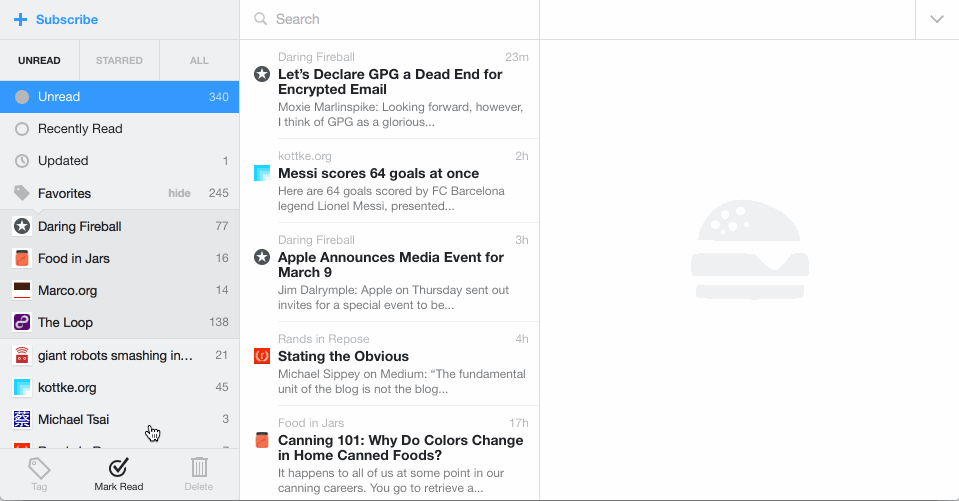 Subscribe
UNREAD STARRED ALL
Unread 340
Recently Read
Updated 1
Favorites hide 245
Daring Fireball 77
Food in Jars 16
Marco.org 14
The Loop 138
giant robots smashing in... 21
kottke.org 45
Michael Tsai 3
Tag Mark Read Delete
Search
Daring Fireball 23m
Let’s Declare GPG a Dead End for
Encrypted Email
Moxie Marlinspike: Looking forward, however,
I think of GPG as a glorious...
kottke.org 2h
Messi scores 64 goals at once
Here are 64 goals scored by FC Barcelona
legend Lionel Messi, presented...
Daring Fireball 3h
Apple Announces Media Event for
March 9
Jim Dalrymple: Apple on Thursday sent out
invites for a special event to be...
Rands in Repose 4h
Stating the Obvious
Michael Sippey on Medium: “The fundamental
unit of the blog is not the blog...
Food in Jars 17h
Canning 101: Why Do Colors Change
in Home Canned Foods?
It happens to all of us at some point in our
canning careers. You go to retrieve a...